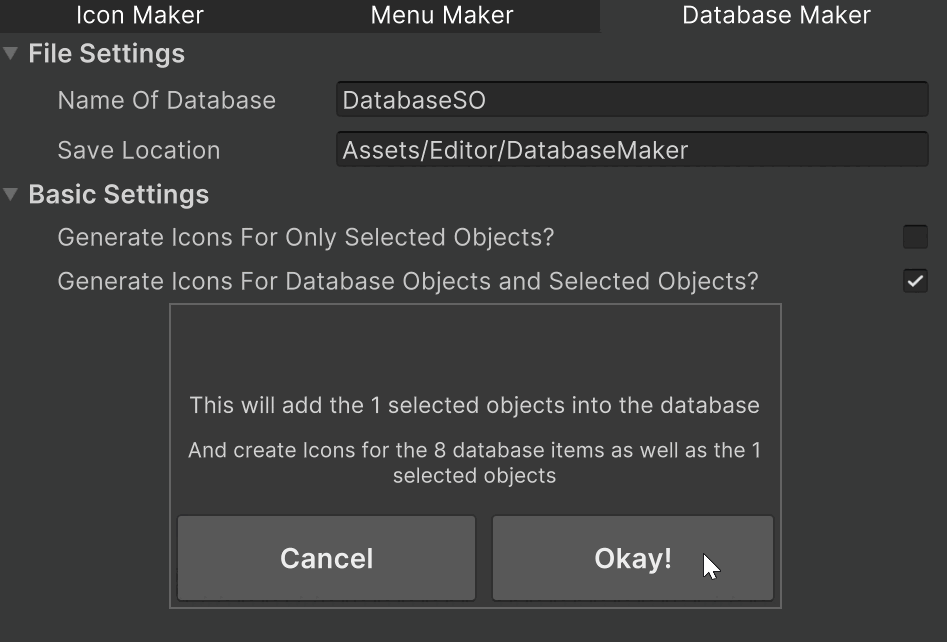 Icon Maker Menu Maker Database Maker
File Settings
Name Of Database DatabaseSO
Save Location Assets/Editor/DatabaseMaker
Basic Settings
Generate Icons For Only Selected Objects?
Generate Icons For Database Objects and Selected Objects?
This will add the 1 selected objects into the database
And create Icons for the 8 database items as well as the 1
selected objects
Cancel Okay!